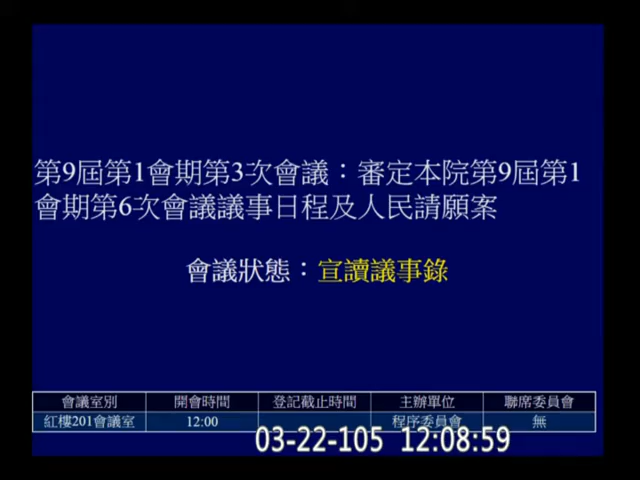 第9屆第1會期第3次會議：審定本院第9屆第1
會期第6次會議議事日程及人民請願案
會議狀態：宣讀議事錄
會議室別 開會時間 登記截止時間 主辦單位 聯席委員會
紅樓201會議室 12:00 程序委員會 無
03-22-105 12:08:59